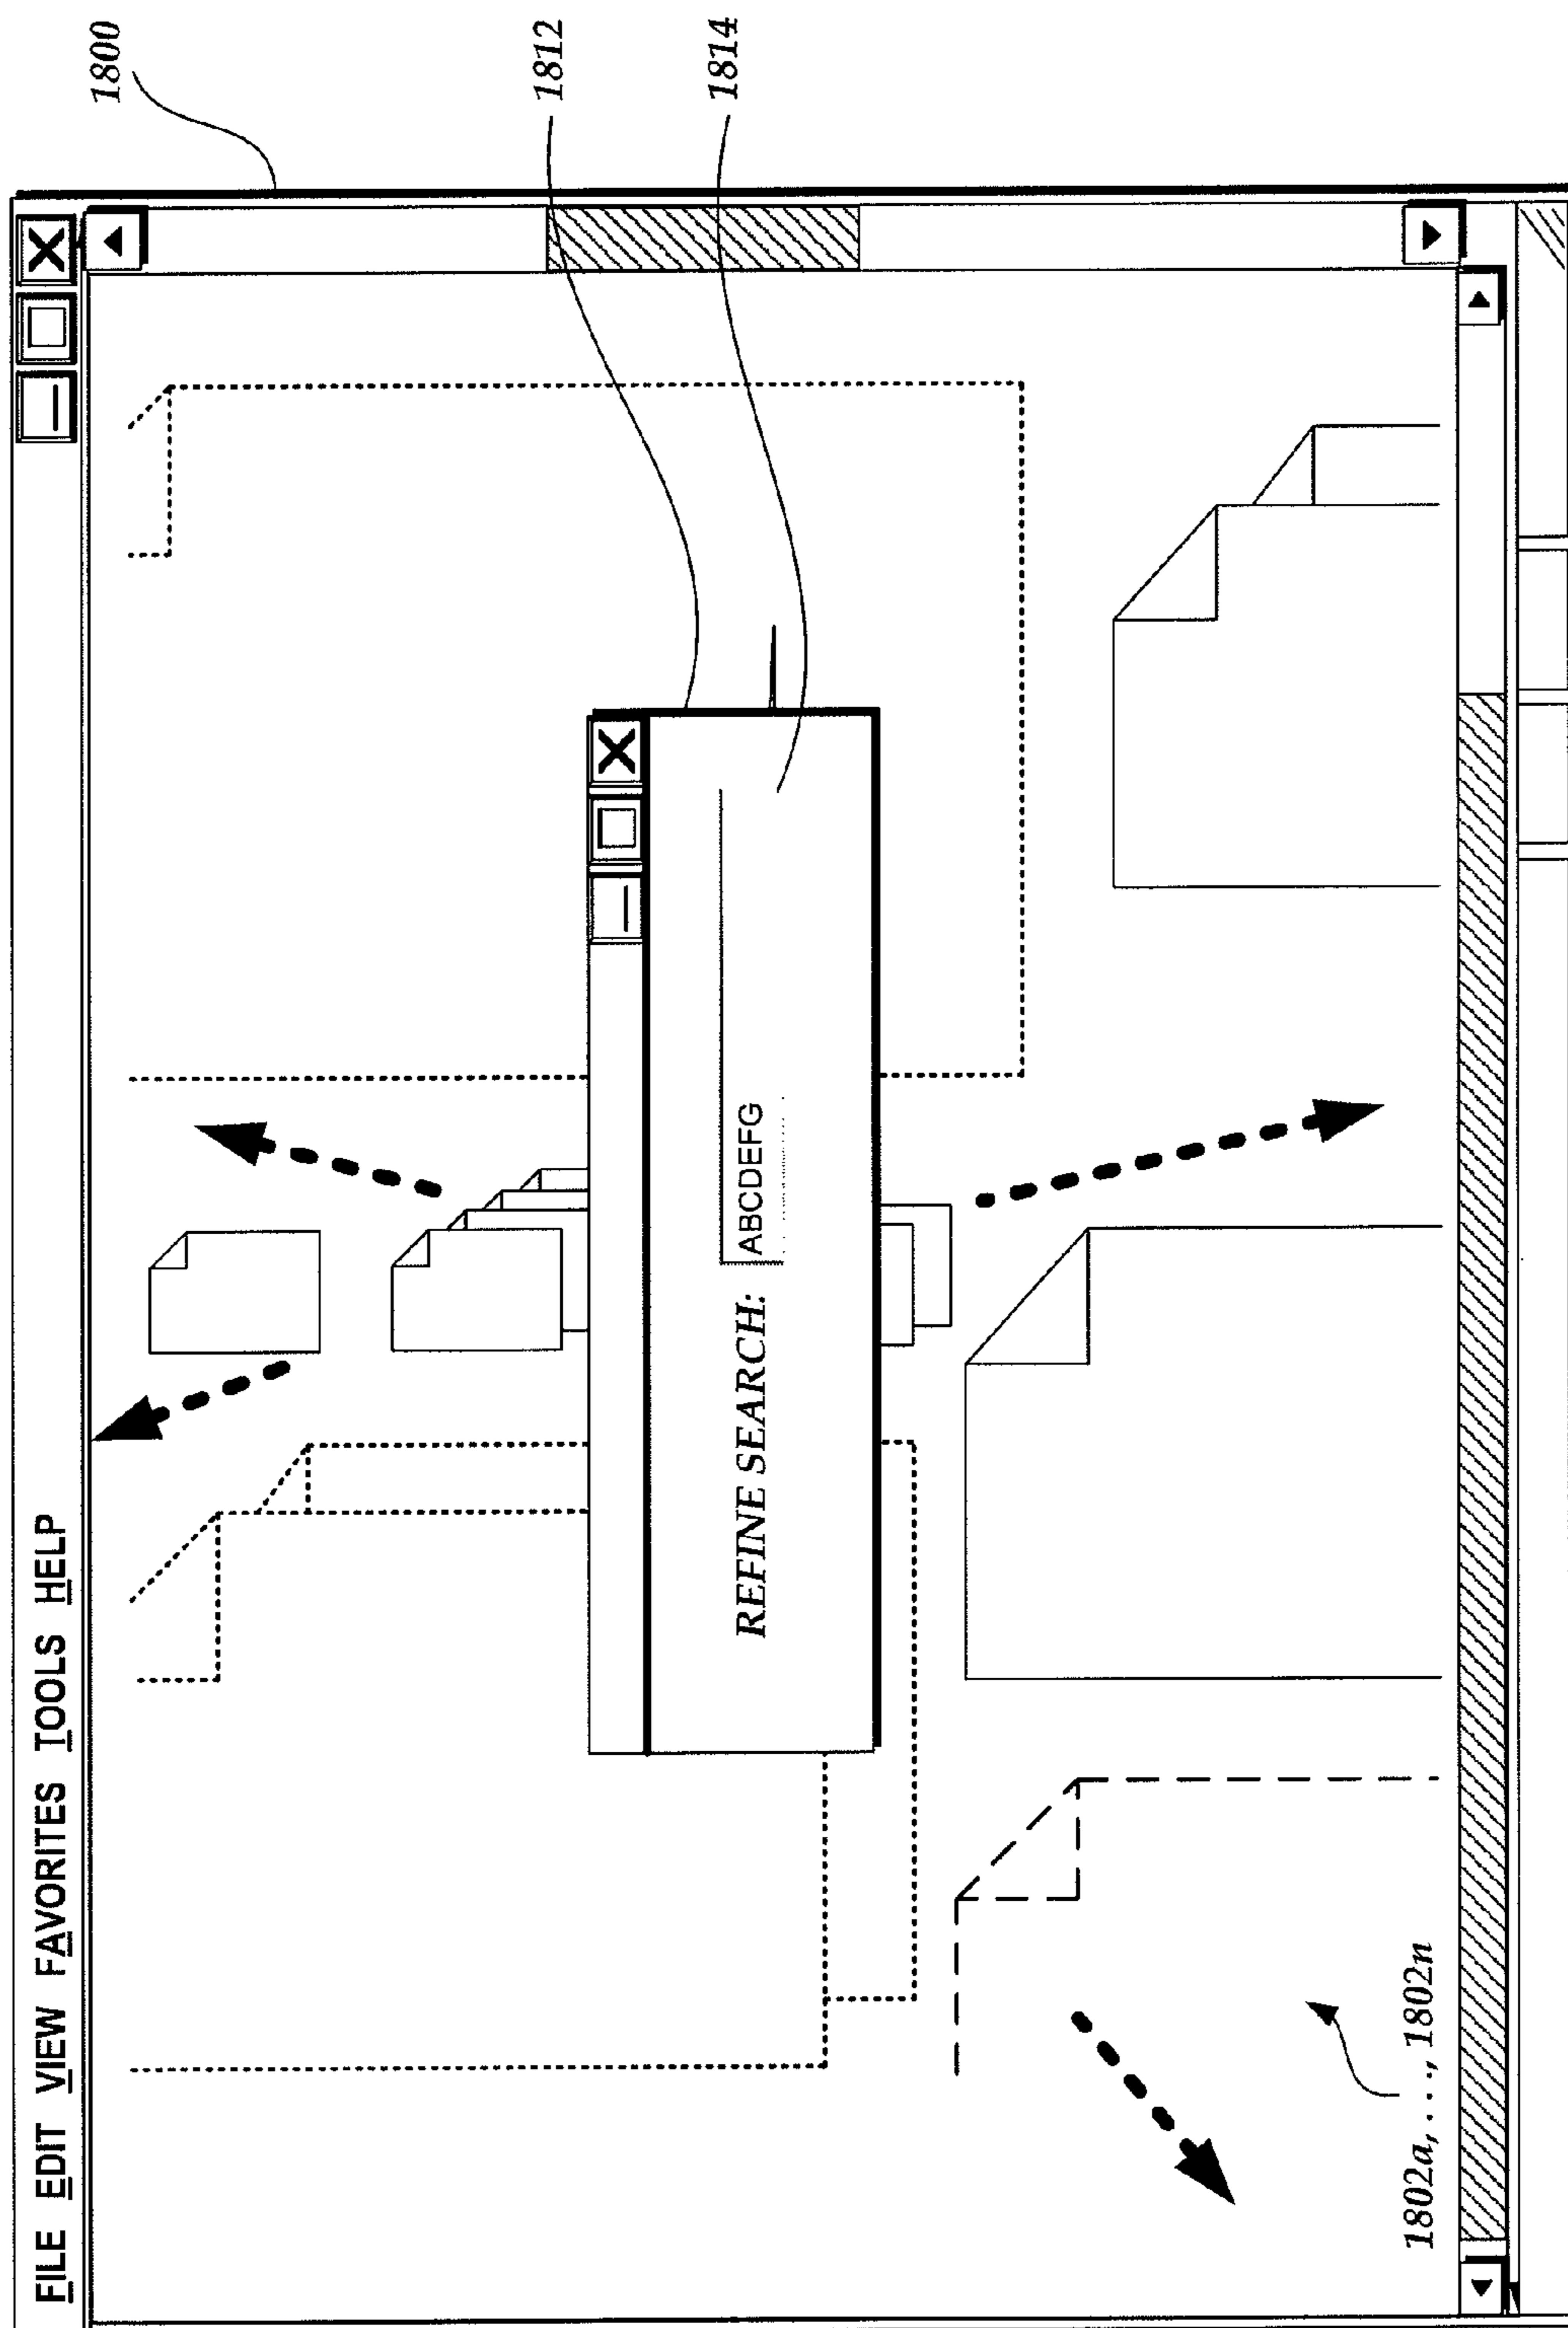 FILE EDIT VIEW FAVORITES TOOLS HELP
1800
1812
1814
REFINE SEARCH: ABCDEFG
1802a, . . ., 1802n